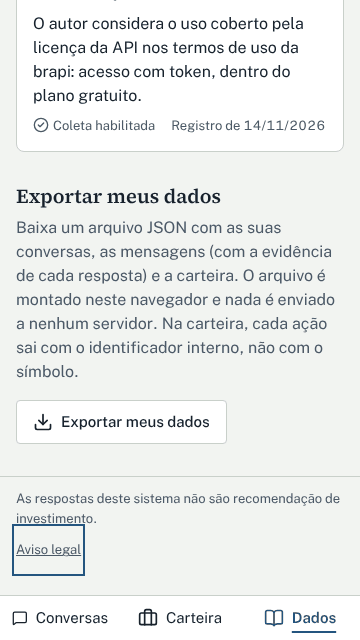 O autor considera o uso coberto pela
licença da API nos termos de uso da
brapi: acesso com token, dentro do
plano gratuito.
Coleta habilitada Registro de 14/11/2026
Exportar meus dados
Baixa um arquivo JSON com as suas
conversas, as mensagens (com a evidência
de cada resposta) e a carteira. O arquivo é
montado neste navegador e nada é enviado
a nenhum servidor. Na carteira, cada ação
sai com o identificador interno, não com o
símbolo.
Exportar meus dados
As respostas deste sistema não são recomendação de
investimento.
Aviso legal
Conversas Carteira Dados